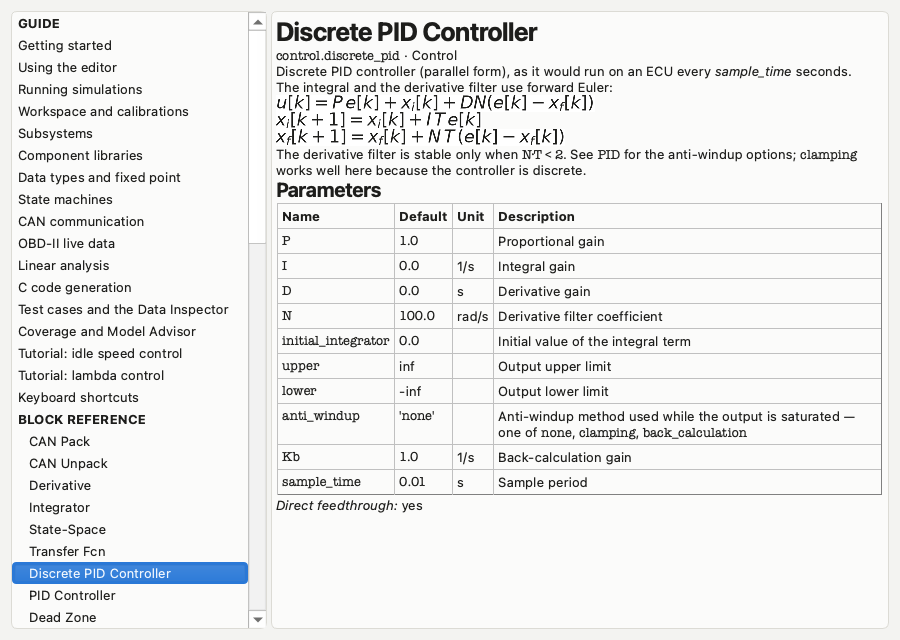 GUIDE
Getting started
Using the editor
Running simulations
Workspace and calibrations
Subsystems
Component libraries
Data types and fixed point
State machines
CAN communication
OBD-II live data
Linear analysis
C code generation
Test cases and the Data Inspector
Coverage and Model Advisor
Tutorial: idle speed control
Tutorial: lambda control
Keyboard shortcuts
BLOCK REFERENCE
CAN Pack
CAN Unpack
Derivative
Integrator
State-Space
Transfer Fcn
Discrete PID Controller
PID Controller
Dead Zone
Discrete PID Controller
control.discrete_pid · Control
Discrete PID controller (parallel form), as it would run on an ECU every sample_time seconds.
The integral and the derivative filter use forward Euler:
u[k] = P e[k] + x_i[k] + D N (e[k] − x_f[k])
x_i[k + 1] = x_i[k] + I T e[k]
x_f[k + 1] = x_f[k] + N T (e[k] − x_f[k])
The derivative filter is stable only when N·T < 2. See PID for the anti-windup options; clamping
works well here because the controller is discrete.
Parameters
Name Default Unit Description
P 1.0 Proportional gain
I 0.0 1/s Integral gain
D 0.0 s Derivative gain
N 100.0 rad/s Derivative filter coefficient
initial_integrator 0.0 Initial value of the integral term
upper inf Output upper limit
lower -inf Output lower limit
anti_windup 'none' Anti-windup method used while the output is saturated —
one of none, clamping, back_calculation
Kb 1.0 1/s Back-calculation gain
sample_time 0.01 s Sample period
Direct feedthrough: yes